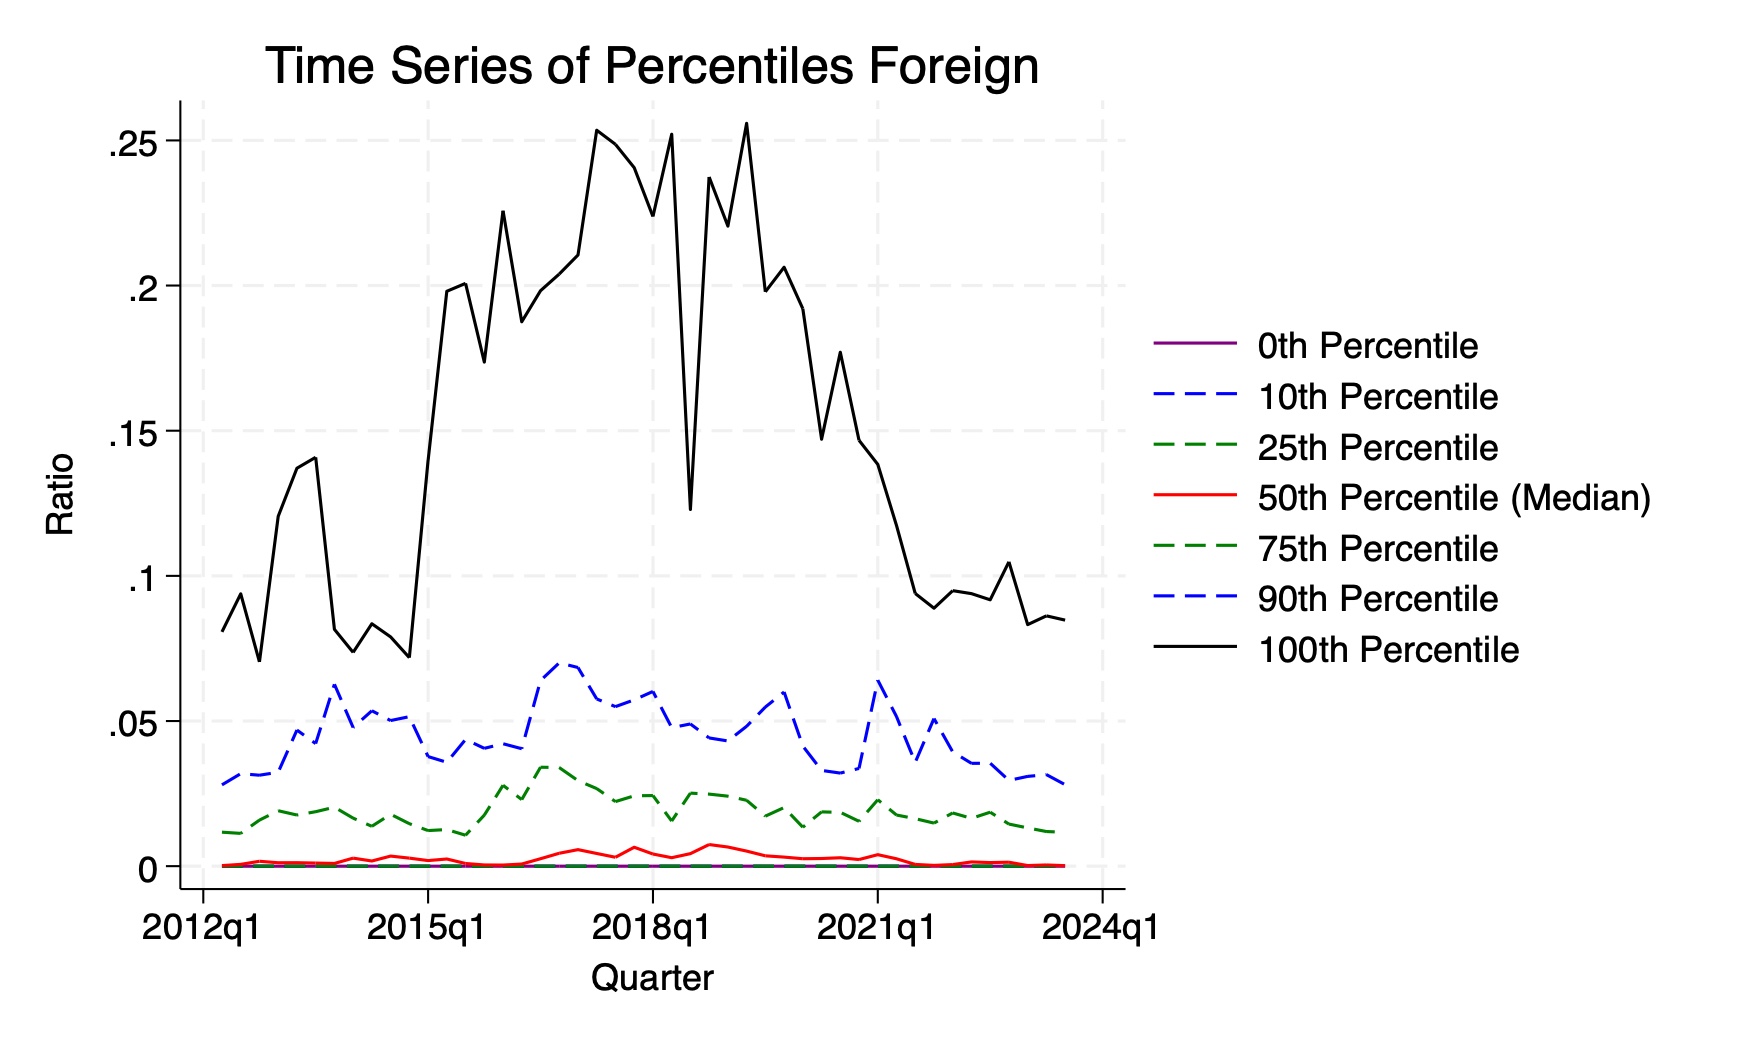 Time Series of Percentiles Foreign
.25
.2
.15
.1
.05
0
Ratio
2012q1 2015q1 2018q1 2021q1 2024q1
Quarter
0th Percentile
10th Percentile
25th Percentile
50th Percentile (Median)
75th Percentile
90th Percentile
100th Percentile